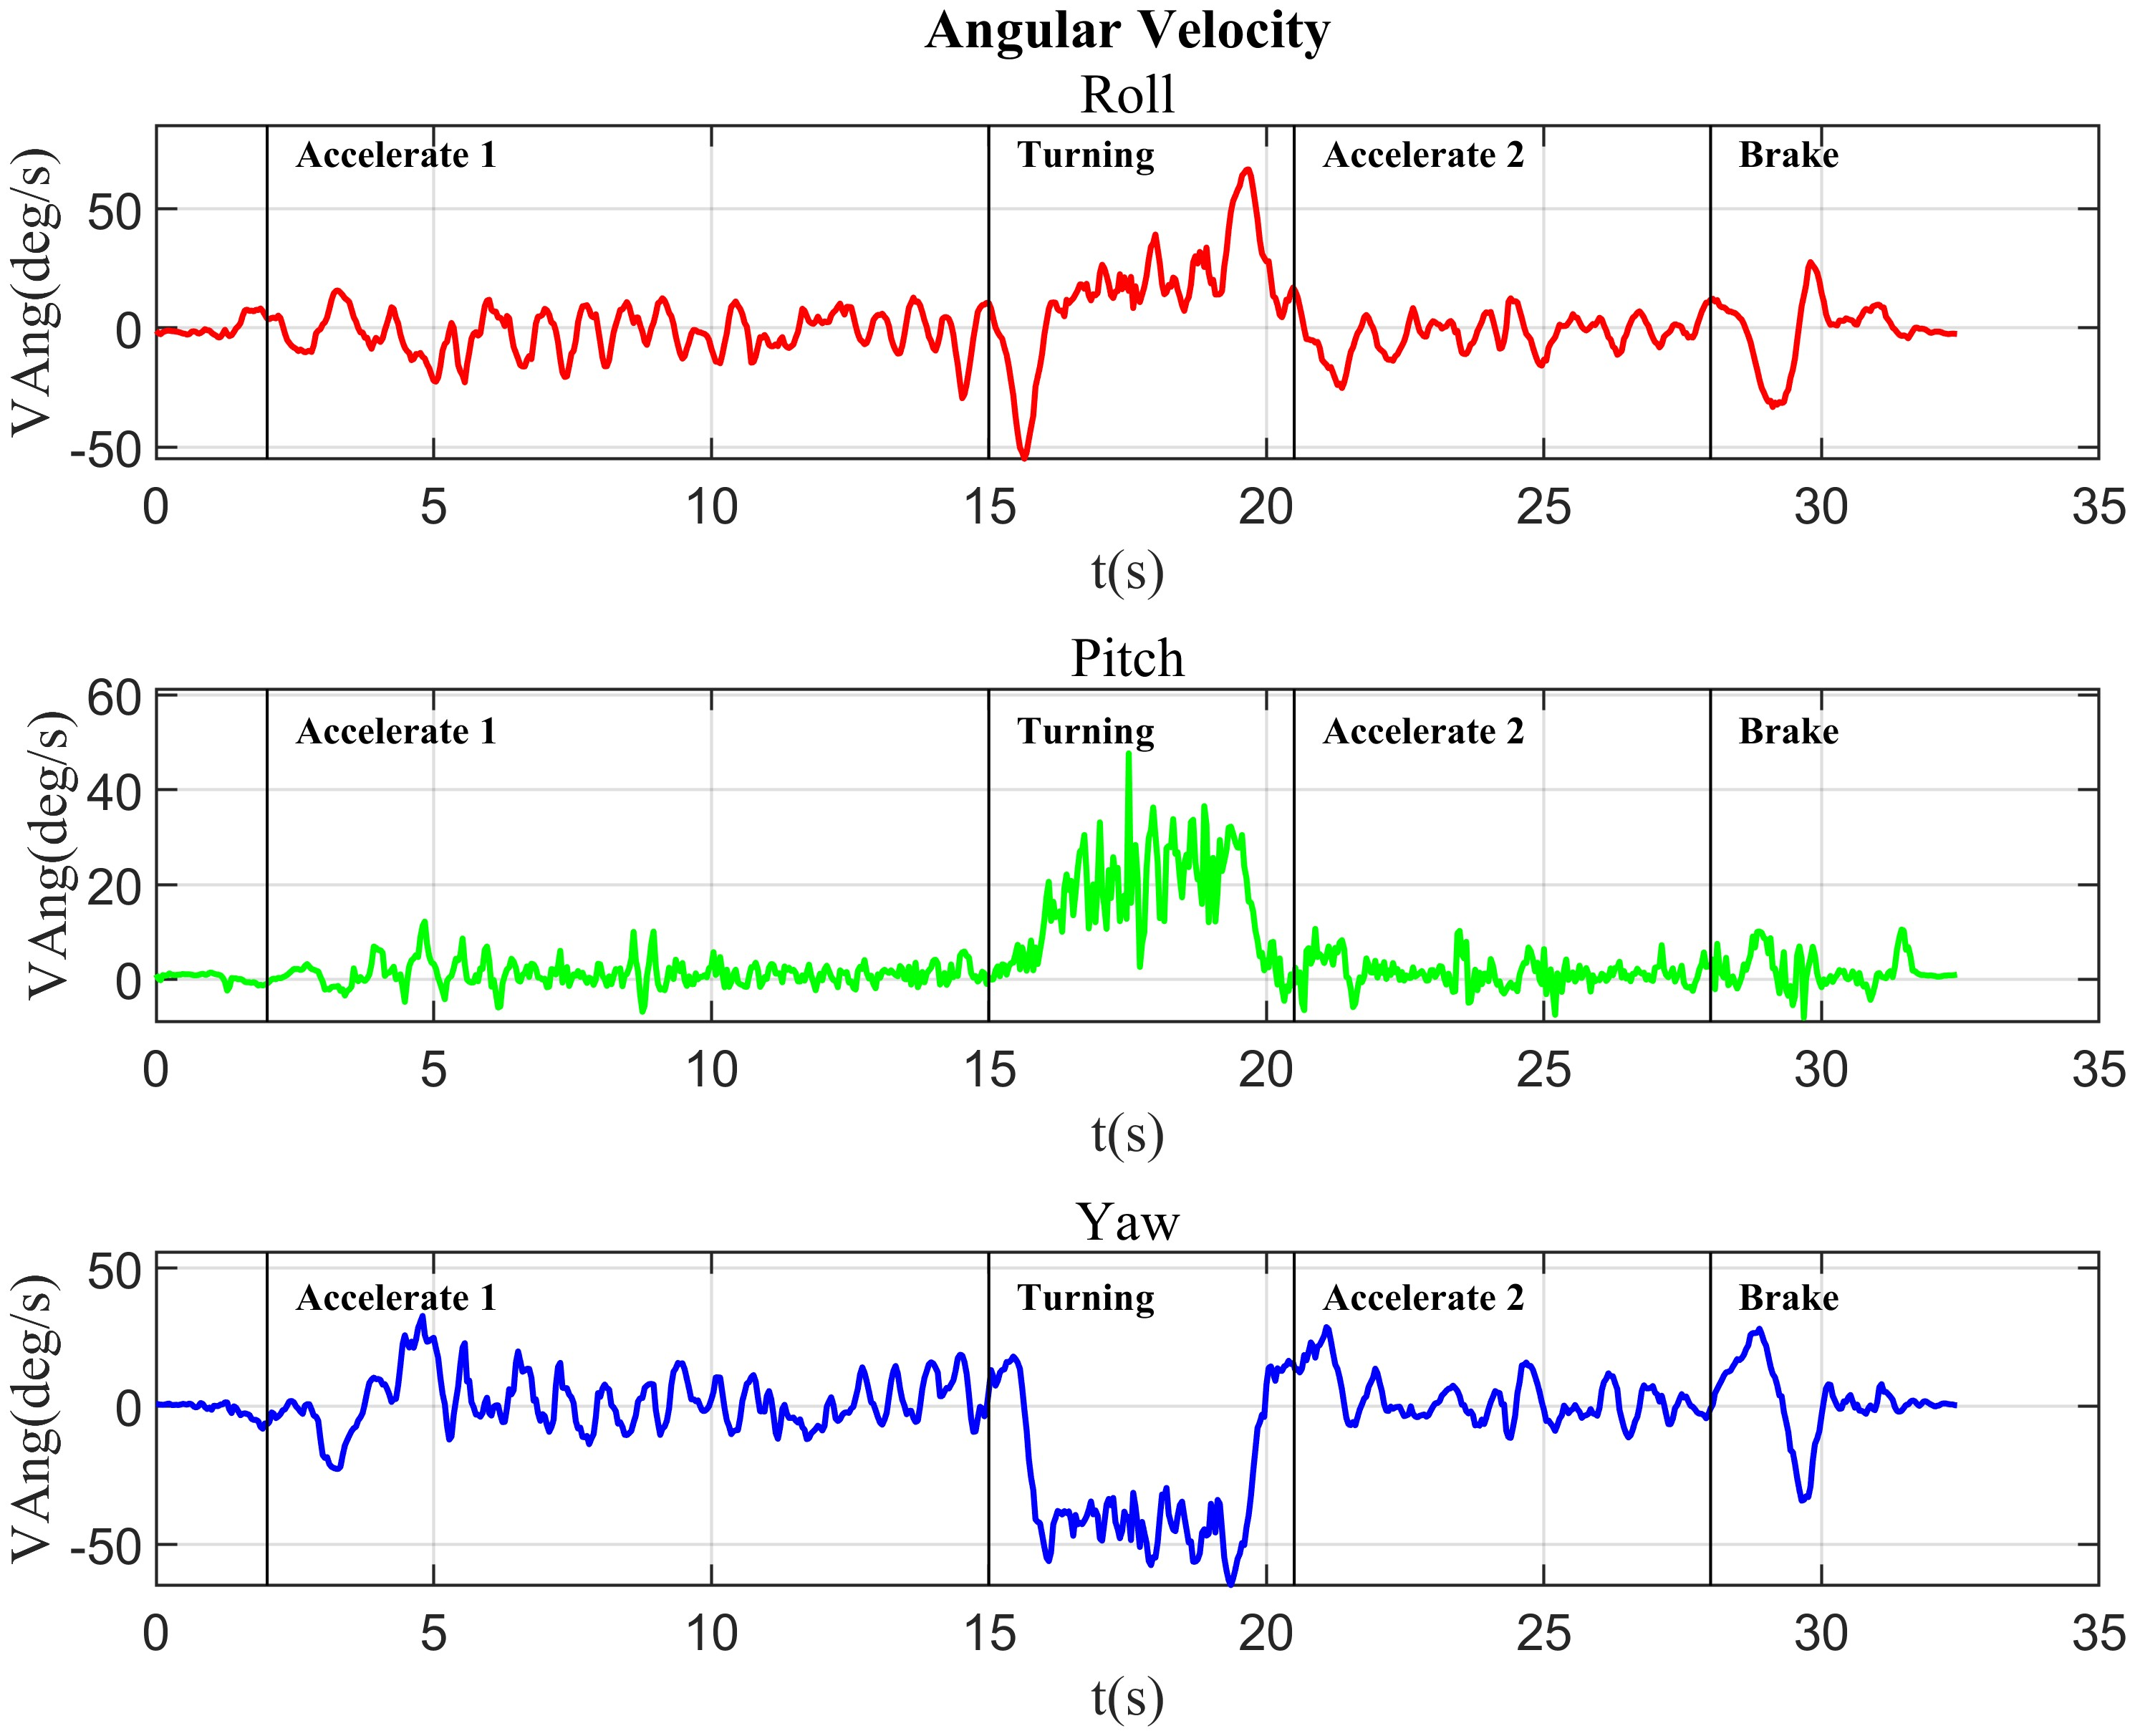 Angular Velocity
Roll
V Ang(deg/s)
50
0
-50
Accelerate 1 Turning Accelerate 2 Brake
0 5 10 15 20 25 30 35
t(s)
Pitch
V Ang(deg/s)
60
40
20
0
Accelerate 1 Turning Accelerate 2 Brake
0 5 10 15 20 25 30 35
t(s)
Yaw
V Ang(deg/s)
50
0
-50
Accelerate 1 Turning Accelerate 2 Brake
0 5 10 15 20 25 30 35
t(s)